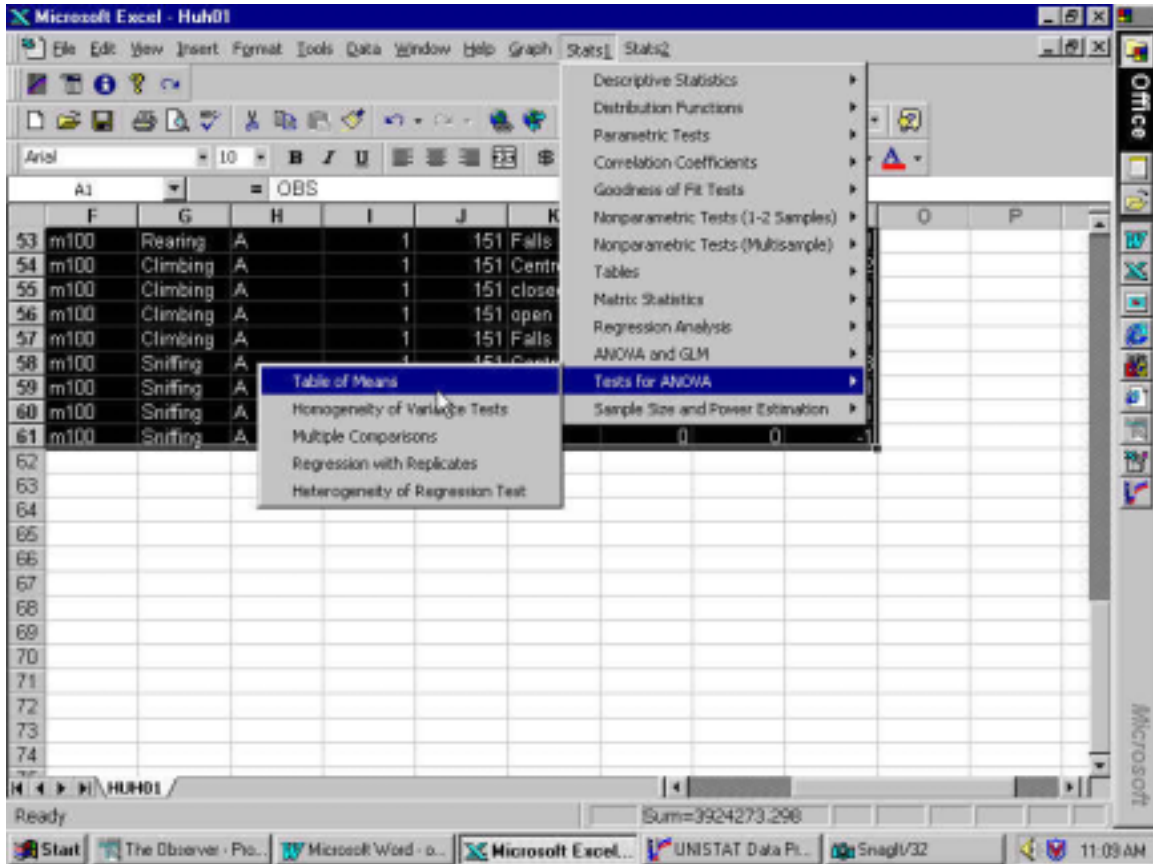 Microsoft Excel - Huh01
File Edit View Insert Format Tools Data Window Help Graph Stats1 Stats2
Office
Arial 10 B I U
A1 = OBS
F G H I J K O P
53 m100 Rearing A 1 151 Falls
54 m100 Climbing A 1 151 Centr
55 m100 Climbing A 1 151 close
56 m100 Climbing A 1 151 open
57 m100 Climbing A 1 151 Falls
58 m100 Sniffing A 1 151
59 m100 Sniffing A
60 m100 Sniffing A
61 m100 Sniffing A 0 0 -1
62
63
64
65
66
67
68
69
70
71
72
73
74
Descriptive Statistics
Distribution Functions
Parametric Tests
Correlation Coefficients
Goodness of Fit Tests
Nonparametric Tests (1-2 Samples)
Nonparametric Tests (Multisample)
Tables
Matrix Statistics
Regression Analysis
ANOVA and GLM
Tests for ANOVA
Sample Size and Power Estimation
Table of Means
Homogeneity of Variance Tests
Multiple Comparisons
Regression with Replicates
Heterogeneity of Regression Test
HUH01
Microsoft
Ready Sum=3924273.298
Start The Observer - Pro... Microsoft Word - o... Microsoft Excel... UNISTAT Data Pr... SnagIt/32 11:03 AM